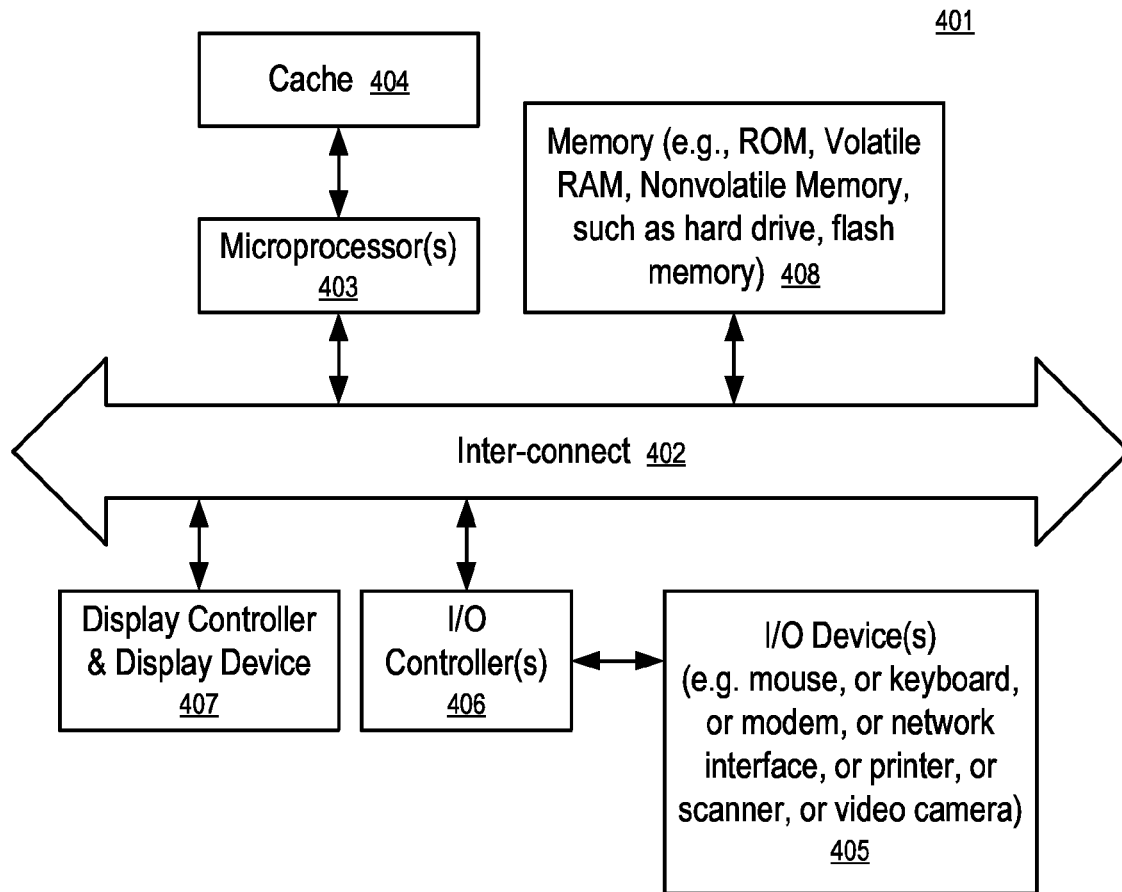 401
Cache 404
Memory (e.g., ROM, Volatile
RAM, Nonvolatile Memory,
such as hard drive, flash
memory) 408
Microprocessor(s)
403
Inter-connect 402
Display Controller
& Display Device
407
I/O
Controller(s)
406
I/O Device(s)
(e.g. mouse, or keyboard,
or modem, or network
interface, or printer, or
scanner, or video camera)
405